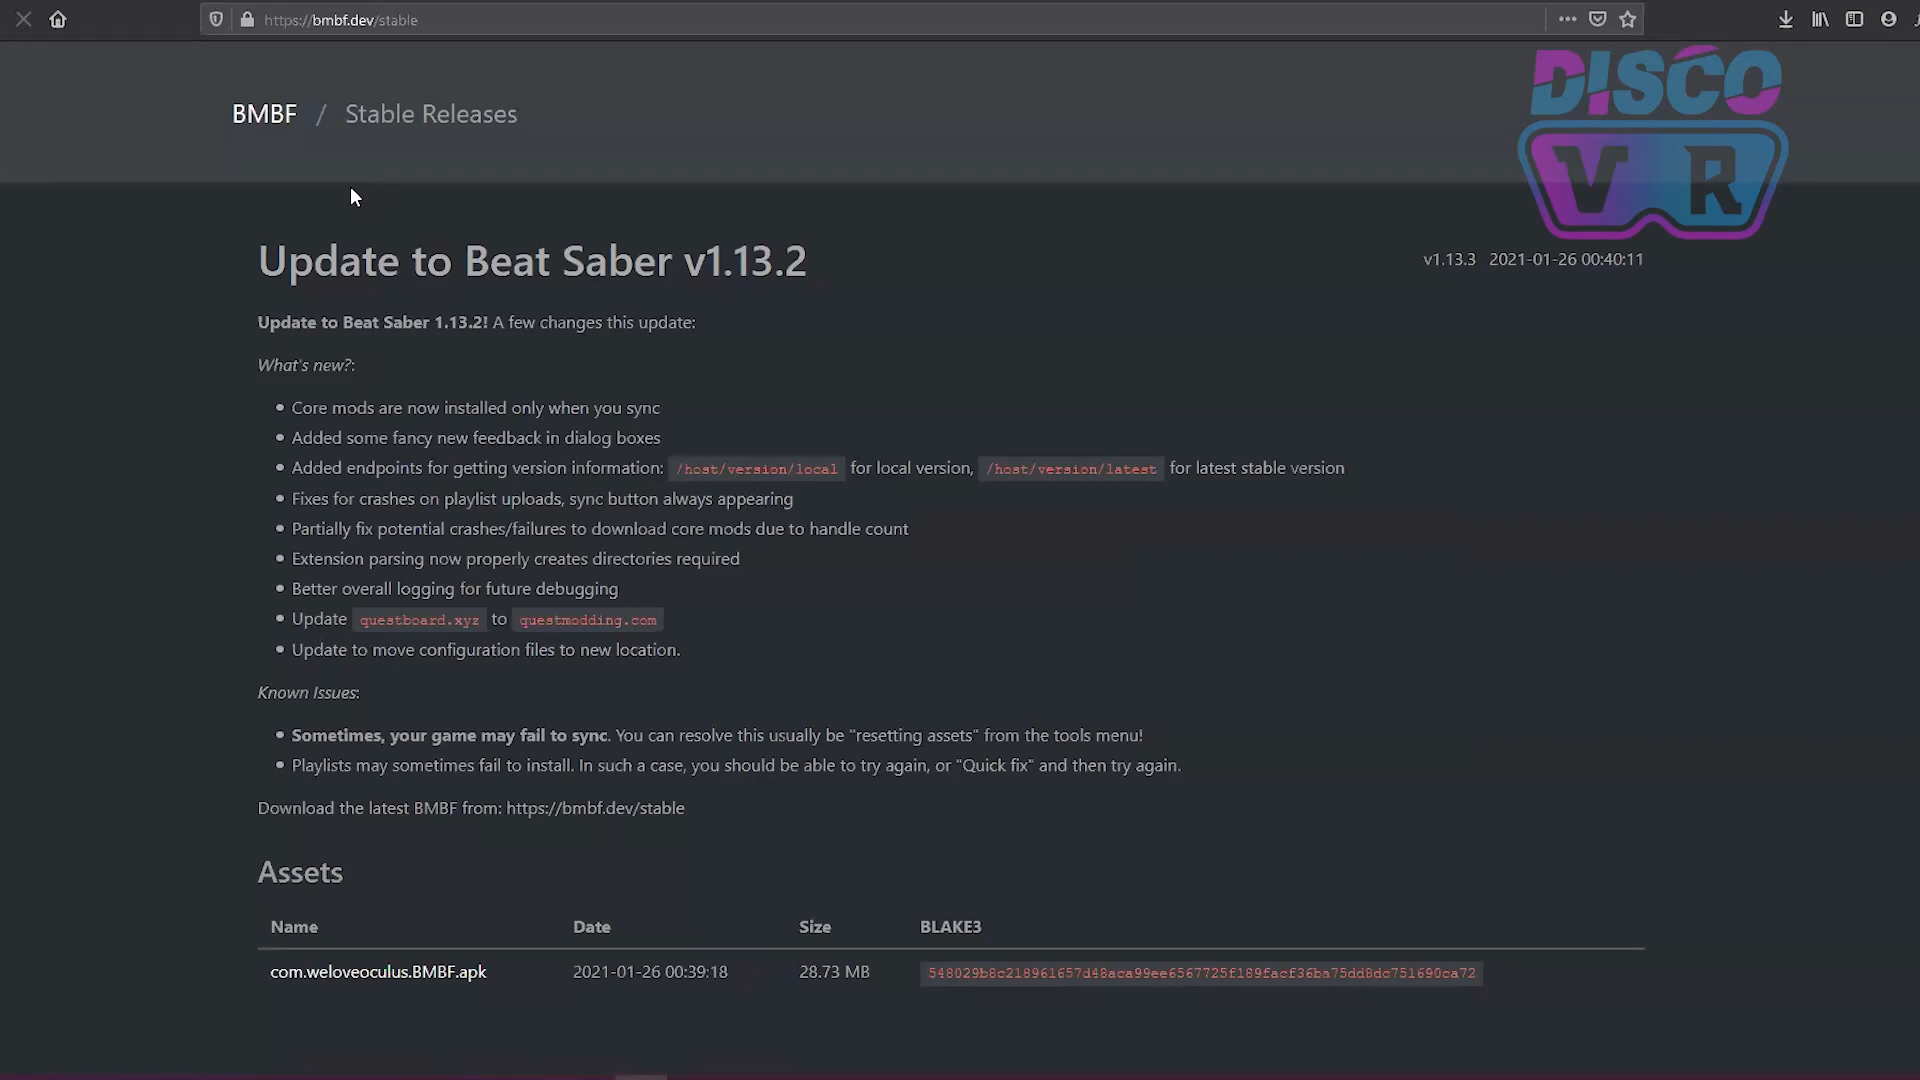 https://bmbf.dev/stable
DISCO
VR
BMBF / Stable Releases
Update to Beat Saber v1.13.2
v1.13.3 2021-01-26 00:40:11
Update to Beat Saber 1.13.2! A few changes this update:
What's new?:
Core mods are now installed only when you sync
Added some fancy new feedback in dialog boxes
Added endpoints for getting version information: /host/version/local for local version, /host/version/latest for latest stable version
Fixes for crashes on playlist uploads, sync button always appearing
Partially fix potential crashes/failures to download core mods due to handle count
Extension parsing now properly creates directories required
Better overall logging for future debugging
Update questboard.xyz to questmodding.com
Update to move configuration files to new location.
Known Issues:
Sometimes, your game may fail to sync. You can resolve this usually be "resetting assets" from the tools menu!
Playlists may sometimes fail to install. In such a case, you should be able to try again, or "Quick fix" and then try again.
Download the latest BMBF from: https://bmbf.dev/stable
Assets
Name Date Size BLAKE3
com.weloveoculus.BMBF.apk 2021-01-26 00:39:18 28.73 MB 548029b8c218961657d48aca99ee6567725f189facf36ba75dd8dc751690ca72